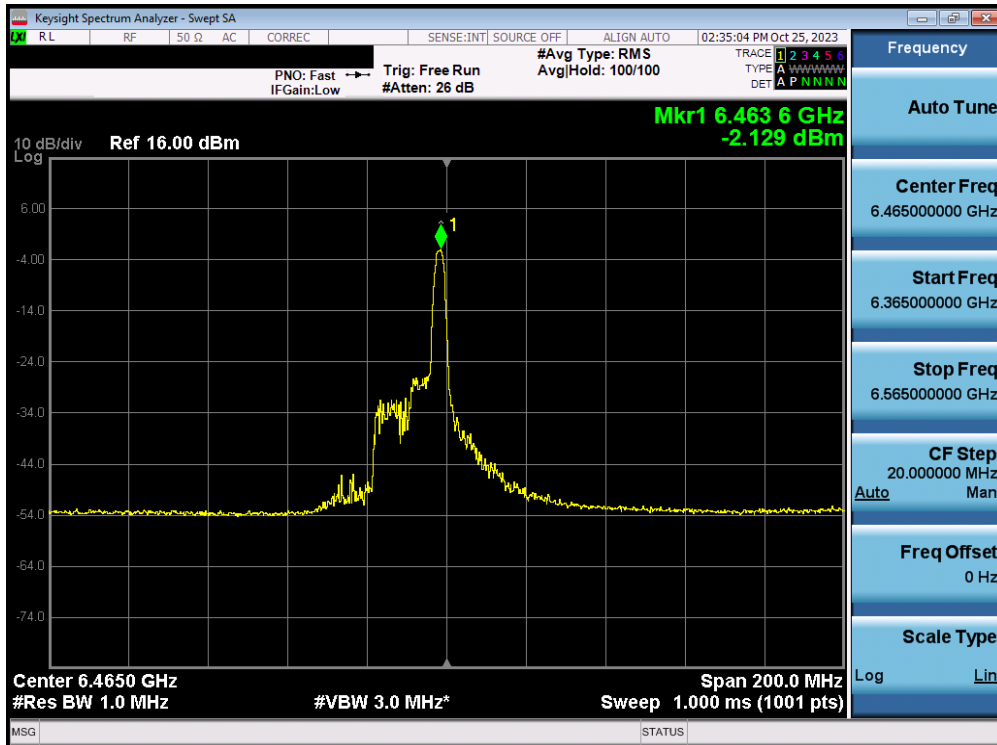 Keysight Spectrum Analyzer - Swept SA
LXI RL RF 50 Ω AC CORREC SENSE:INT SOURCE OFF ALIGN AUTO 02:35:04 PM Oct 25, 2023
PNO: Fast
IFGain:Low
Trig: Free Run
#Atten: 26 dB
#Avg Type: RMS
Avg|Hold: 100/100
TRACE 1 2 3 4 5 6
TYPE A WWWWW
DET A P N N N N
Mkr1 6.463 6 GHz
-2.129 dBm
10 dB/div Ref 16.00 dBm
Log
1
6.00
-4.00
-14.0
-24.0
-34.0
-44.0
-54.0
-64.0
-74.0
Center 6.4650 GHz Span 200.0 MHz
#Res BW 1.0 MHz #VBW 3.0 MHz* Sweep 1.000 ms (1001 pts)
MSG STATUS
Frequency
Auto Tune
Center Freq
6.465000000 GHz
Start Freq
6.365000000 GHz
Stop Freq
6.565000000 GHz
CF Step
20.000000 MHz
Auto Man
Freq Offset
0 Hz
Scale Type
Log Lin